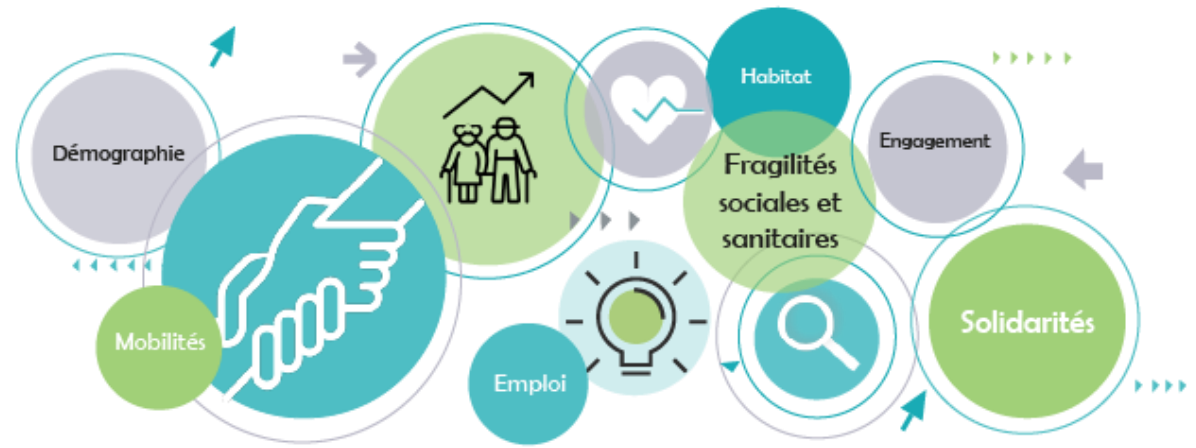 Démographie
Mobilités
Emploi
Habitat
Fragilités
sociales et
sanitaires
Engagement
Solidarités